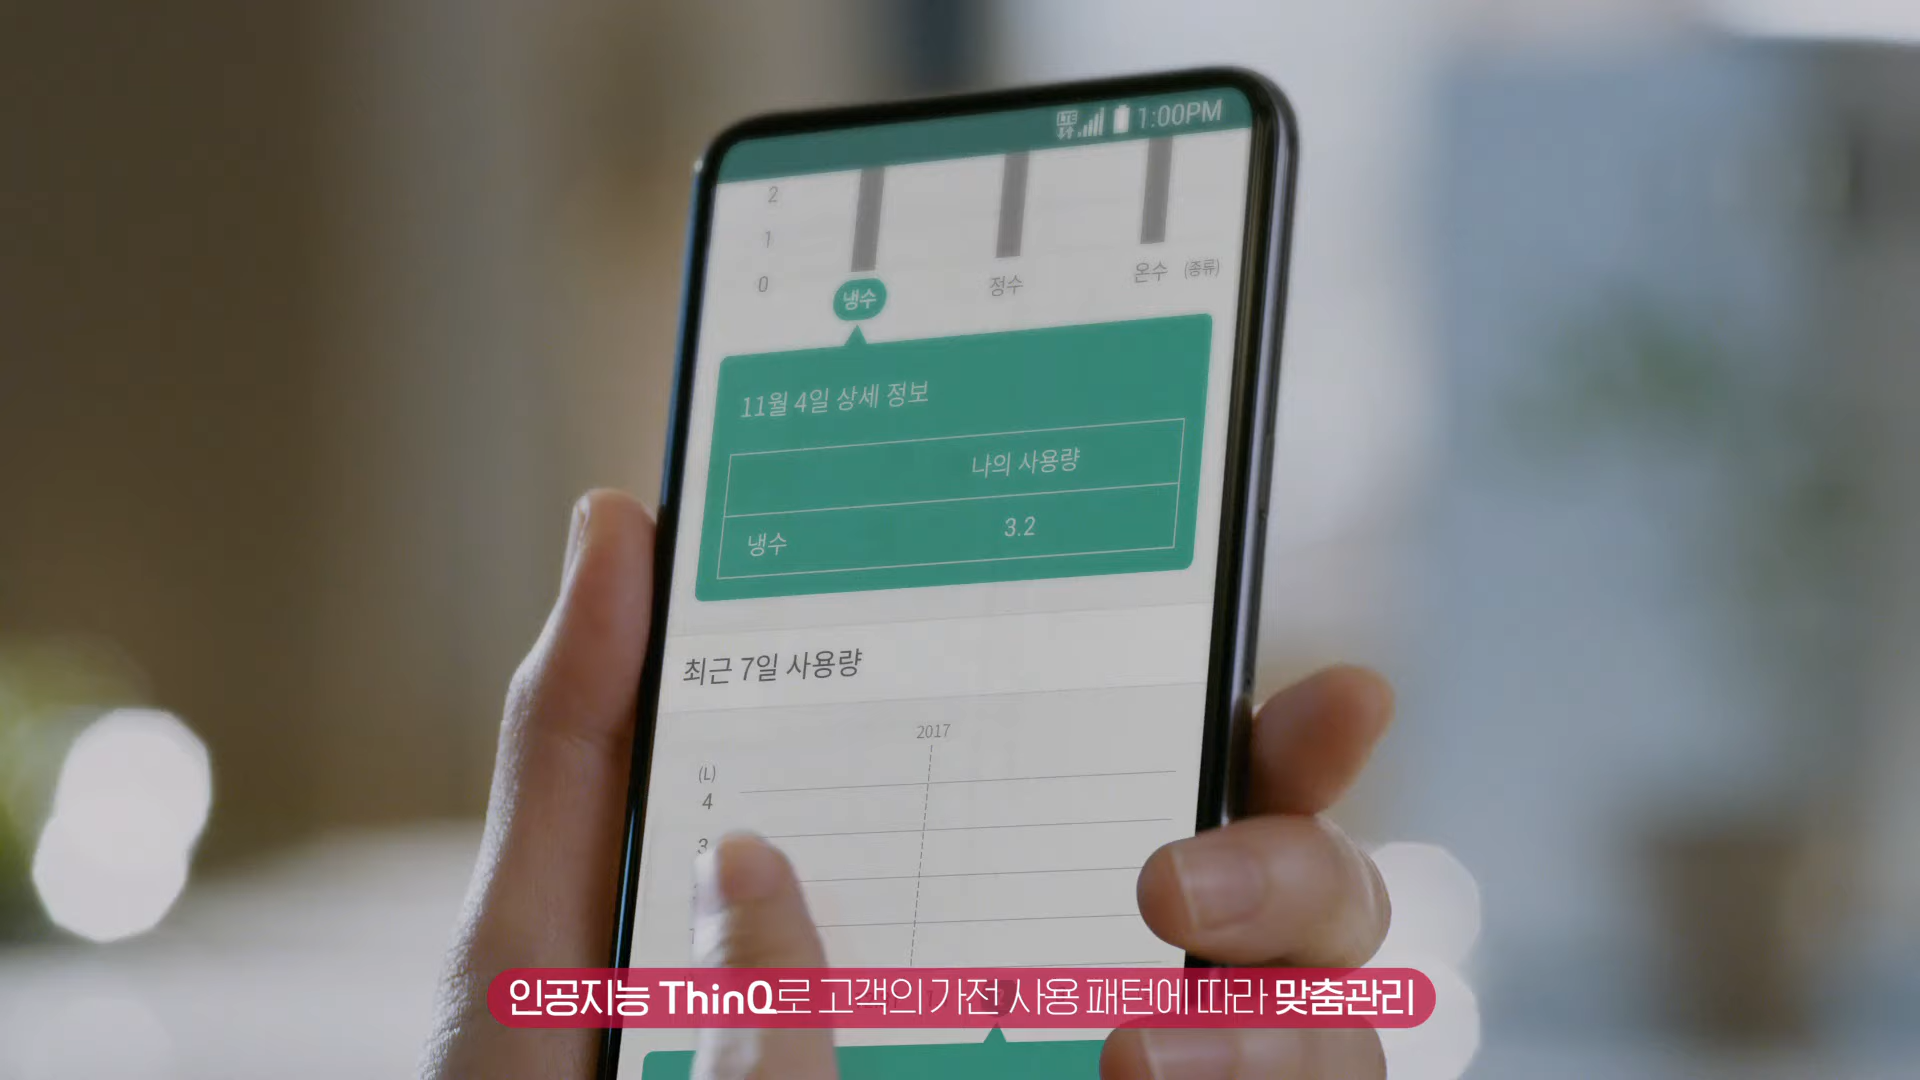 LTE 1:00PM
2
1
0
냉수 정수 온수 (종류)
11월 4일 상세 정보
나의 사용량
냉수 3.2
최근 7일 사용량
2017
(L)
4
3
인공지능 ThinQ로 고객의 가전 사용 패턴에 따라 맞춤관리